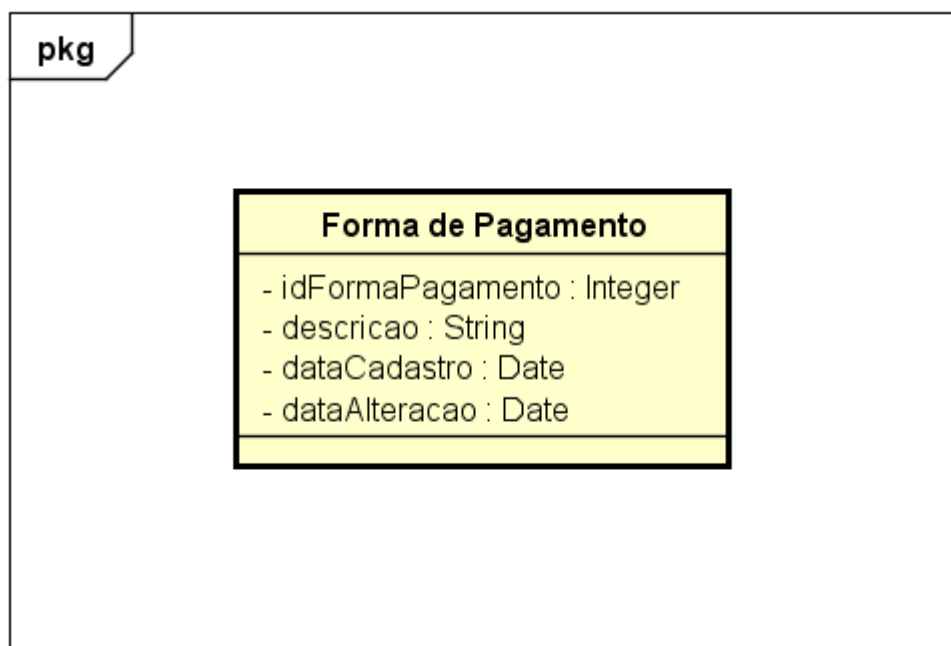 pkg
Forma de Pagamento
- idFormaPagamento : Integer
- descricao : String
- dataCadastro : Date
- dataAlteracao : Date